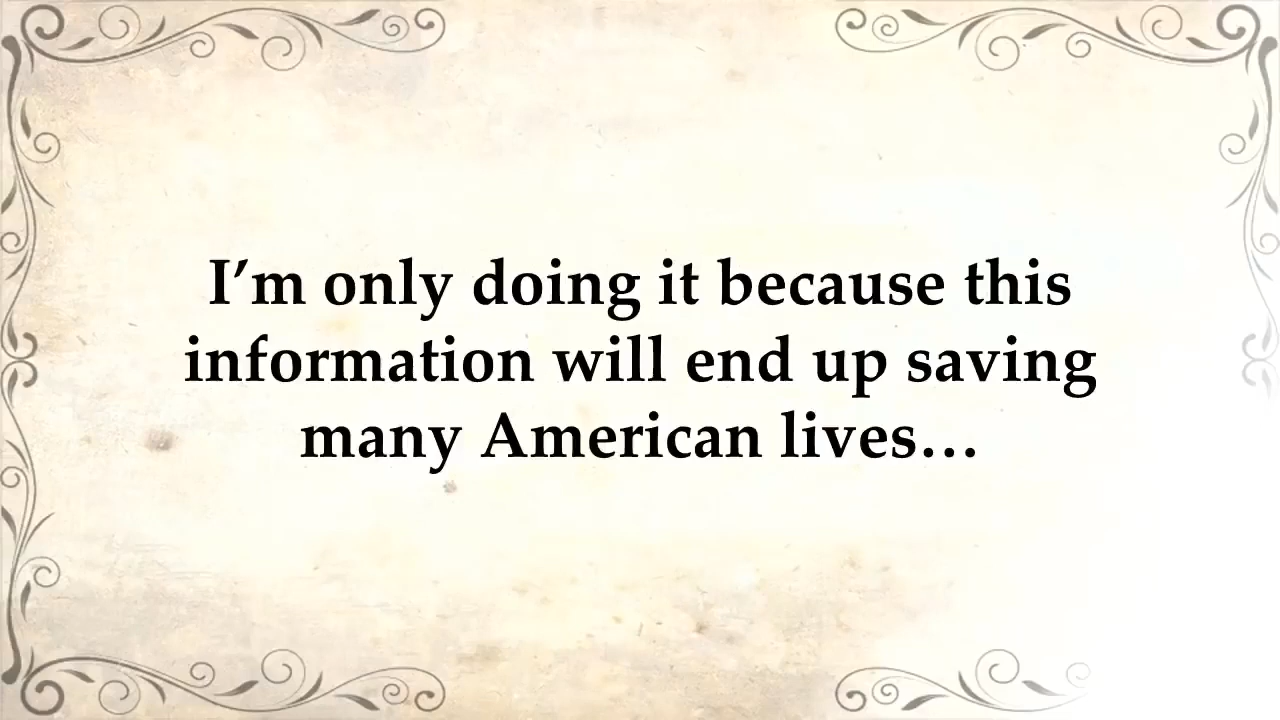 I’m only doing it because this
information will end up saving
many American lives…